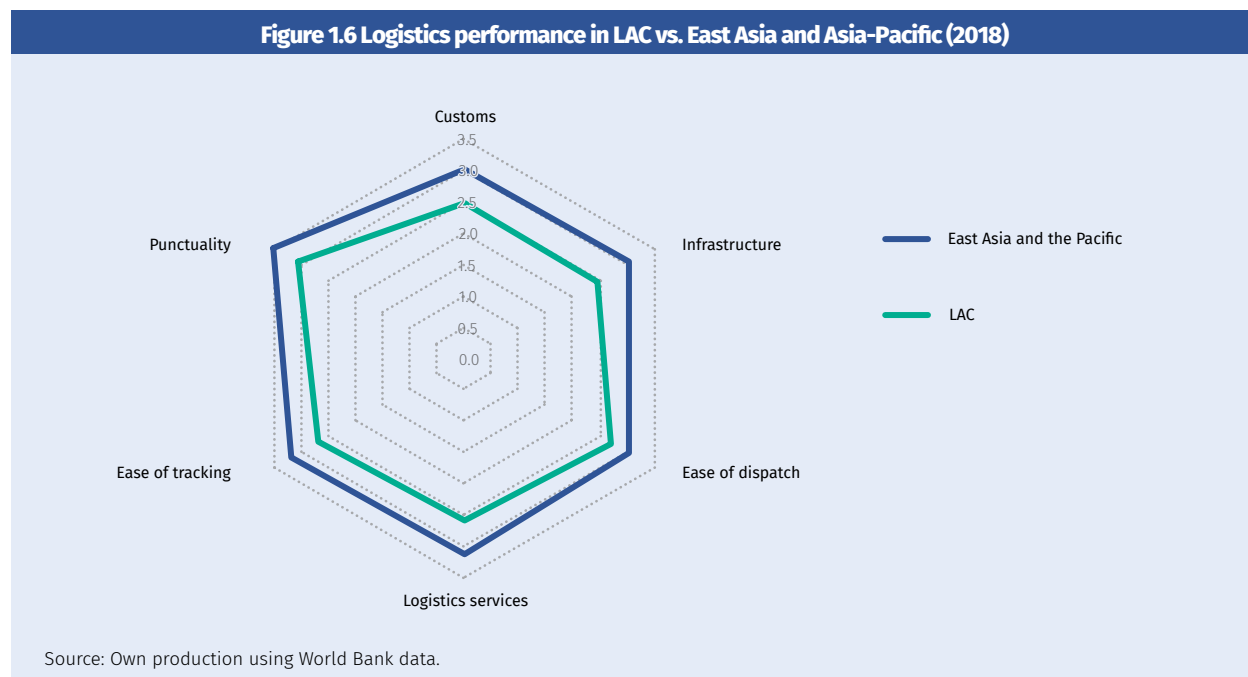 Figure 1.6 Logistics performance in LAC vs. East Asia and Asia-Pacific (2018)
Customs
3.5
3.0
2.5
2.0
1.5
1.0
0.5
0.0
Punctuality
Infrastructure
East Asia and the Pacific
LAC
Ease of tracking
Ease of dispatch
Logistics services
Source: Own production using World Bank data.